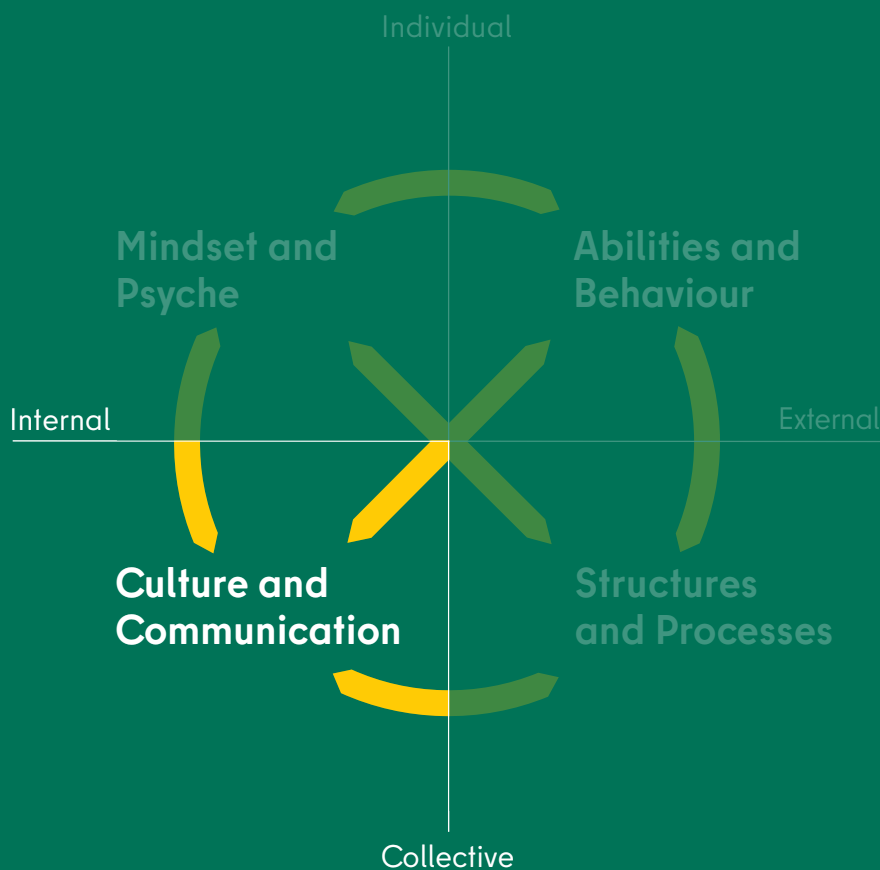 Individual
Mindset and
Psyche
Abilities and
Behaviour
Internal
External
Culture and
Communication
Structures
and Processes
Collective